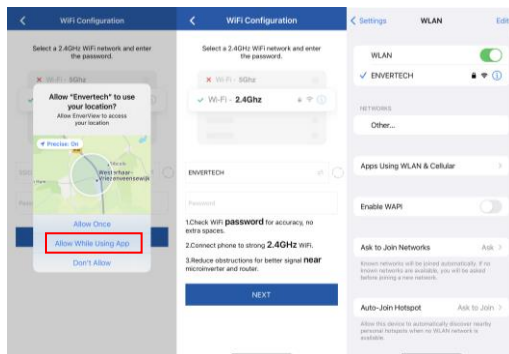 WiFi Configuration
Select a 2.4GHz WiFi network and enter
the password.
Wi-Fi - 5Ghz
Allow "Envertech" to use
your location?
Allow EnverView to access
your location
Precise: On
Allow Once
Allow While Using App
Don't Allow
WiFi Configuration
Select a 2.4GHz WiFi network and enter
the password.
Wi-Fi - 5Ghz
Wi-Fi - 2.4Ghz
ENVERTECH
Password
1.Check WiFi password for accuracy, no
extra spaces.
2.Connect phone to strong 2.4GHz WiFi.
3.Reduce obstructions for better signal near
microinverter and router.
NEXT
Settings
WLAN
Edit
WLAN
ENVERTECH
NETWORKS
Other...
Apps Using WLAN & Cellular
Enable WAPI
Ask to Join Networks
Ask
Known networks will be joined automatically. If no
known networks are available, you will be asked
before joining a new network.
Auto-Join Hotspot
Ask to Join
Allow this device to automatically discover nearby
personal hotspots when no WLAN network is
available.